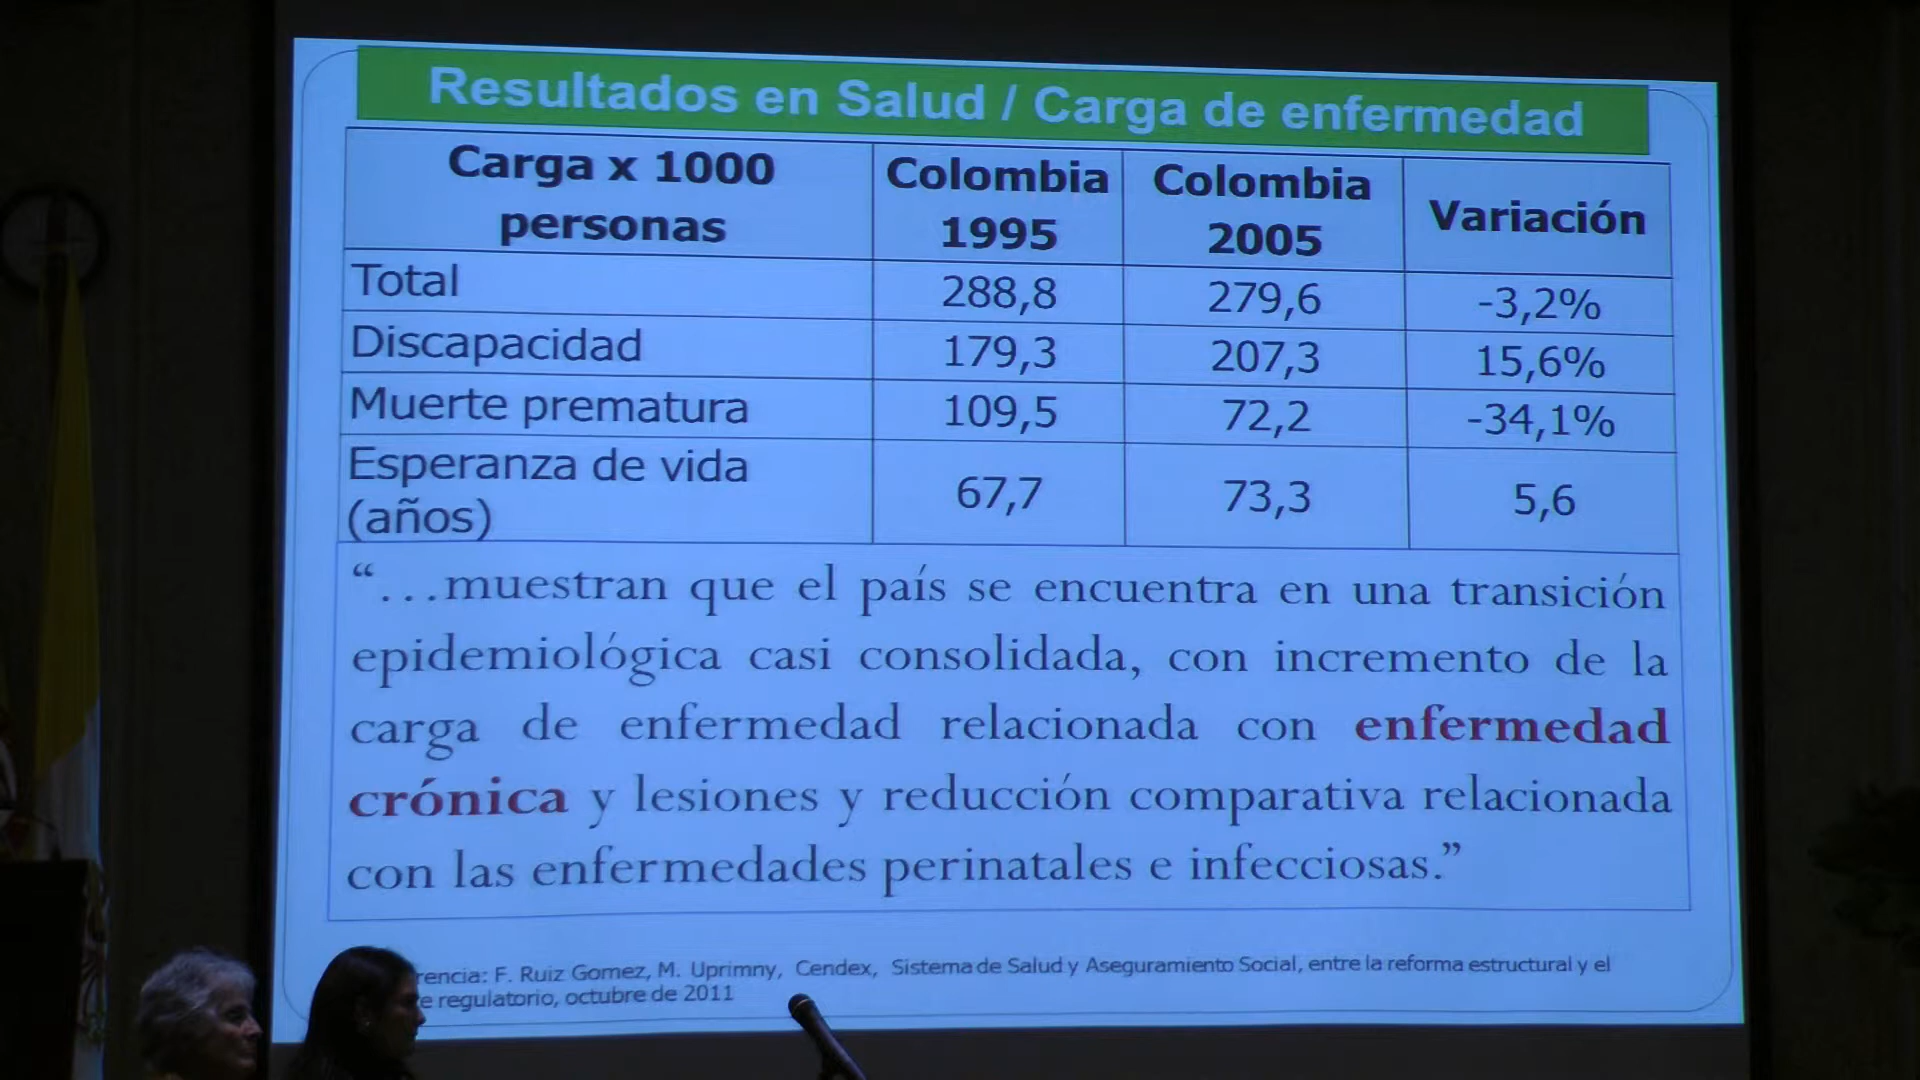 Resultados en Salud / Carga de enfermedad
Carga x 1000 personas Colombia 1995 Colombia 2005 Variación
Total 288,8 279,6 -3,2%
Discapacidad 179,3 207,3 15,6%
Muerte prematura 109,5 72,2 -34,1%
Esperanza de vida (años) 67,7 73,3 5,6
“…muestran que el país se encuentra en una transición
epidemiológica casi consolidada, con incremento de la
carga de enfermedad relacionada con enfermedad
crónica y lesiones y reducción comparativa relacionada
con las enfermedades perinatales e infecciosas.”
F. Ruiz Gomez, M. Uprimny, Cendex, Sistema de Salud y Aseguramiento Social, entre la reforma estructural y el
regulatorio, octubre de 2011